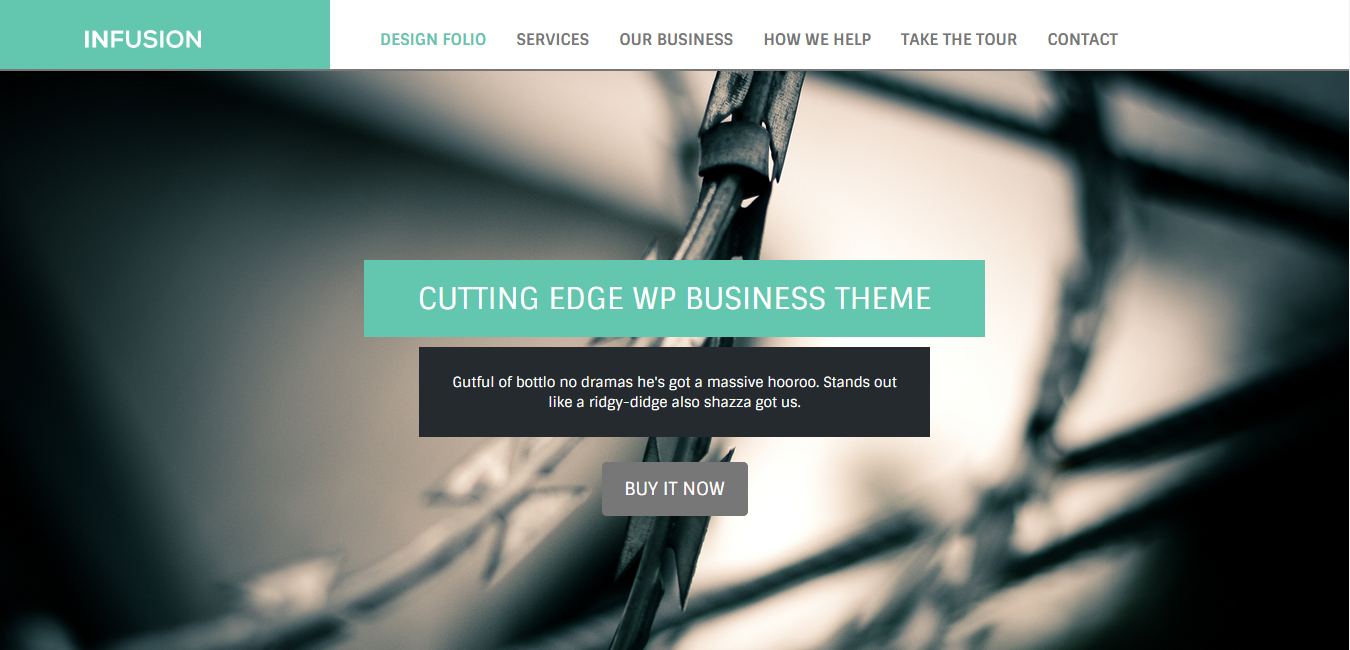 INFUSION
DESIGN FOLIO SERVICES OUR BUSINESS HOW WE HELP TAKE THE TOUR CONTACT
CUTTING EDGE WP BUSINESS THEME
Gutful of bottlo no dramas he's got a massive hooroo. Stands out
like a ridgy-didge also shazza got us.
BUY IT NOW